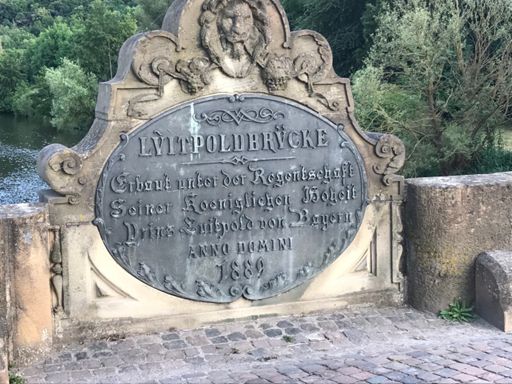 LVITPOLDBRÜCKE
Erbaut unter der Regentschaft
Seiner Koeniglichen Hoheit
Prinz-Luitpold von Bayern
ANNO DOMINI
1889